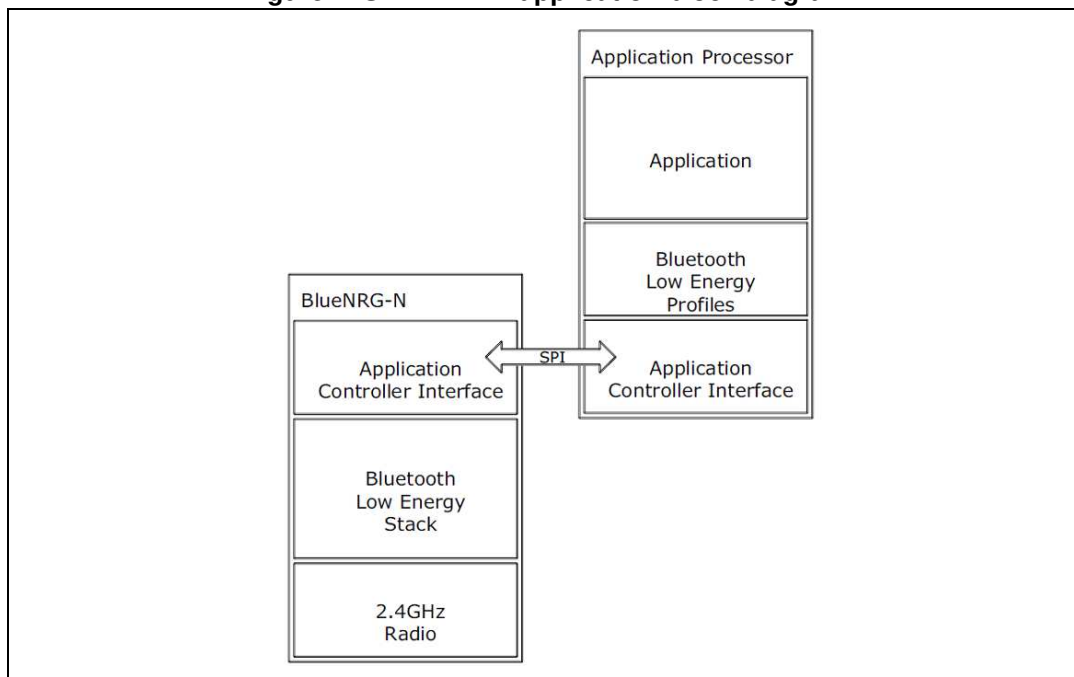 Application Processor
Application
Bluetooth
Low Energy
Profiles
Application
Controller Interface
SPI
BlueNRG-N
Application
Controller Interface
Bluetooth
Low Energy
Stack
2.4GHz
Radio